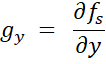 g_y = ∂f_s / ∂y